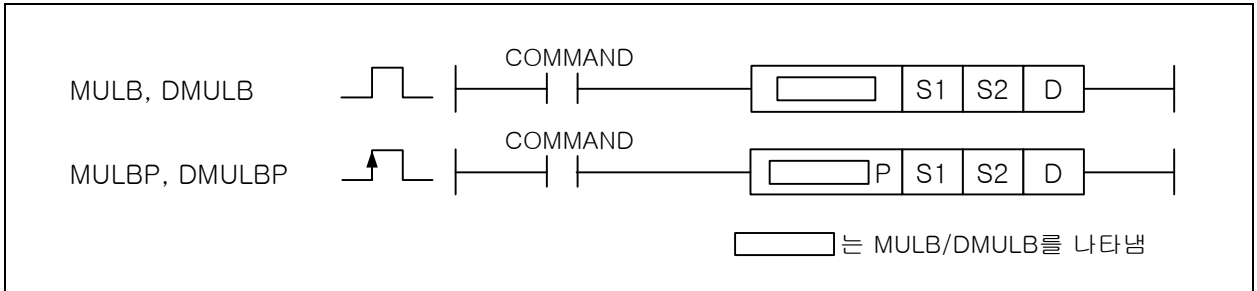 COMMAND
MULB, DMULB S1 S2 D
COMMAND
MULBP, DMULBP P S1 S2 D
는 MULB/DMULB를 나타냄